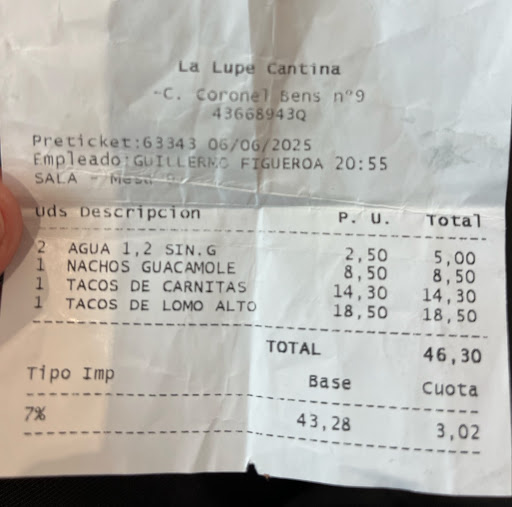 La Lupe Cantina
-C. Coronel Bens nº9
43668943Q
Preticket:63343 06/06/2025
Empleado:GUILLERMO FIGUEROA 20:55
SALA - Mesa
Uds Descripcion P. U. Total
2 AGUA 1,2 SIN.G 2,50 5,00
1 NACHOS GUACAMOLE 8,50 8,50
1 TACOS DE CARNITAS 14,30 14,30
1 TACOS DE LOMO ALTO 18,50 18,50
TOTAL 46,30
Tipo Imp Base Cuota
7% 43,28 3,02